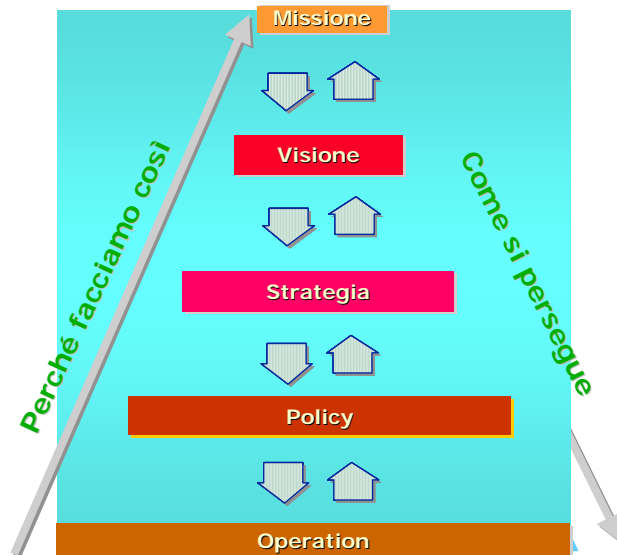 Missione
Visione
Perché facciamo così
Come si persegue
Strategia
Policy
Operation